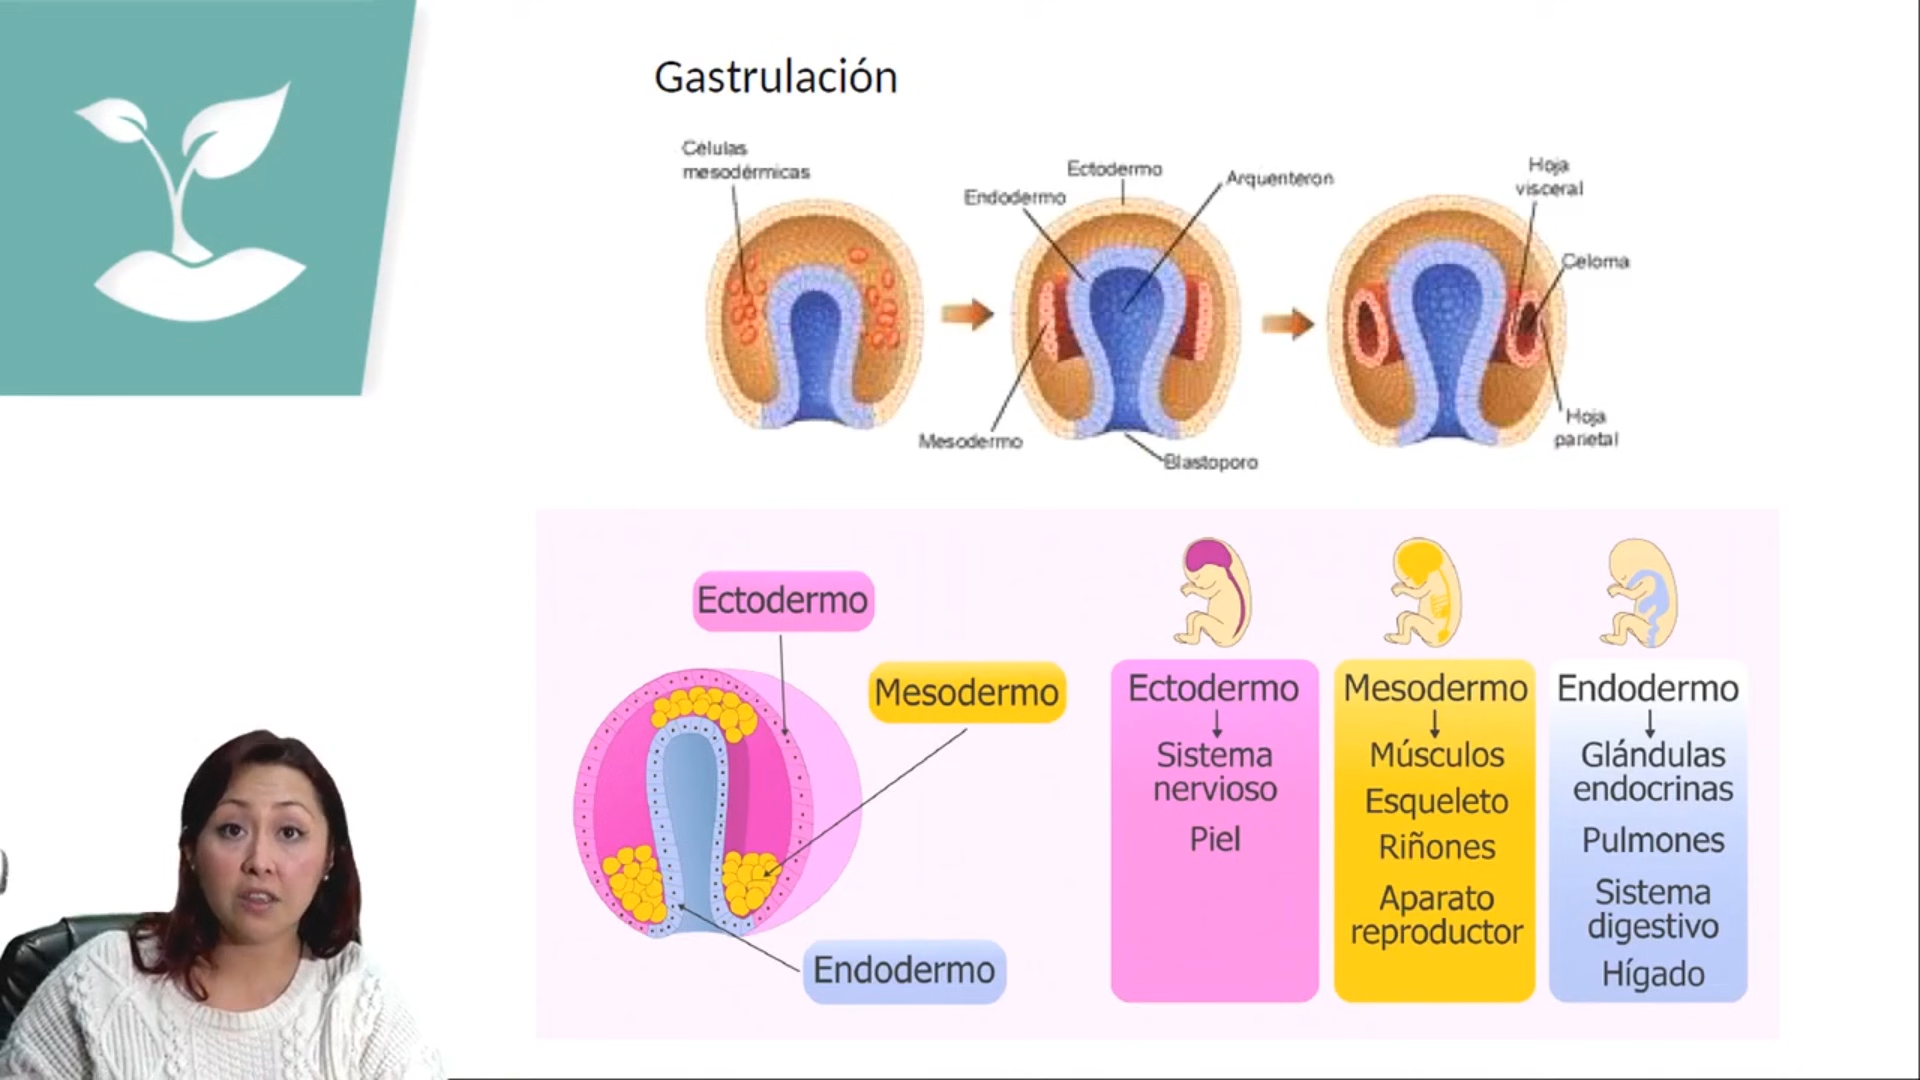 Gastrulación
Células
mesodérmicas
Ectodermo
Endodermo
Arquenteron
Hoja
visceral
Celoma
Mesodermo
Blastoporo
Hoja
parietal
Ectodermo
Mesodermo
Endodermo
Ectodermo
Sistema
nervioso
Piel
Mesodermo
Músculos
Esqueleto
Riñones
Aparato
reproductor
Endodermo
Glándulas
endocrinas
Pulmones
Sistema
digestivo
Hígado